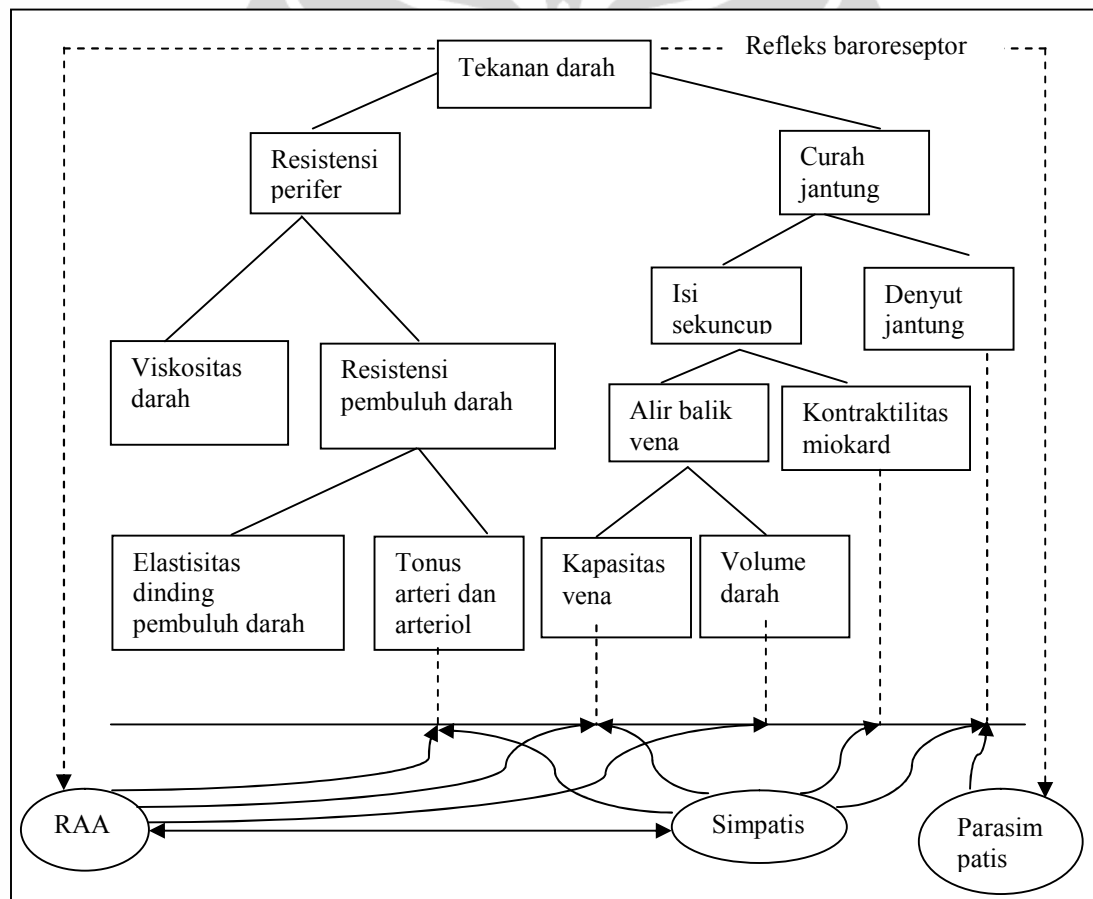 Refleks baroreseptor
Tekanan darah
Resistensi
perifer
Curah
jantung
Isi
sekuncup
Denyut
jantung
Viskositas
darah
Resistensi
pembuluh darah
Alir balik
vena
Kontraktilitas
miokard
Elastisitas
dinding
pembuluh darah
Tonus
arteri dan
arteriol
Kapasitas
vena
Volume
darah
RAA
Simpatis
Parasim
patis